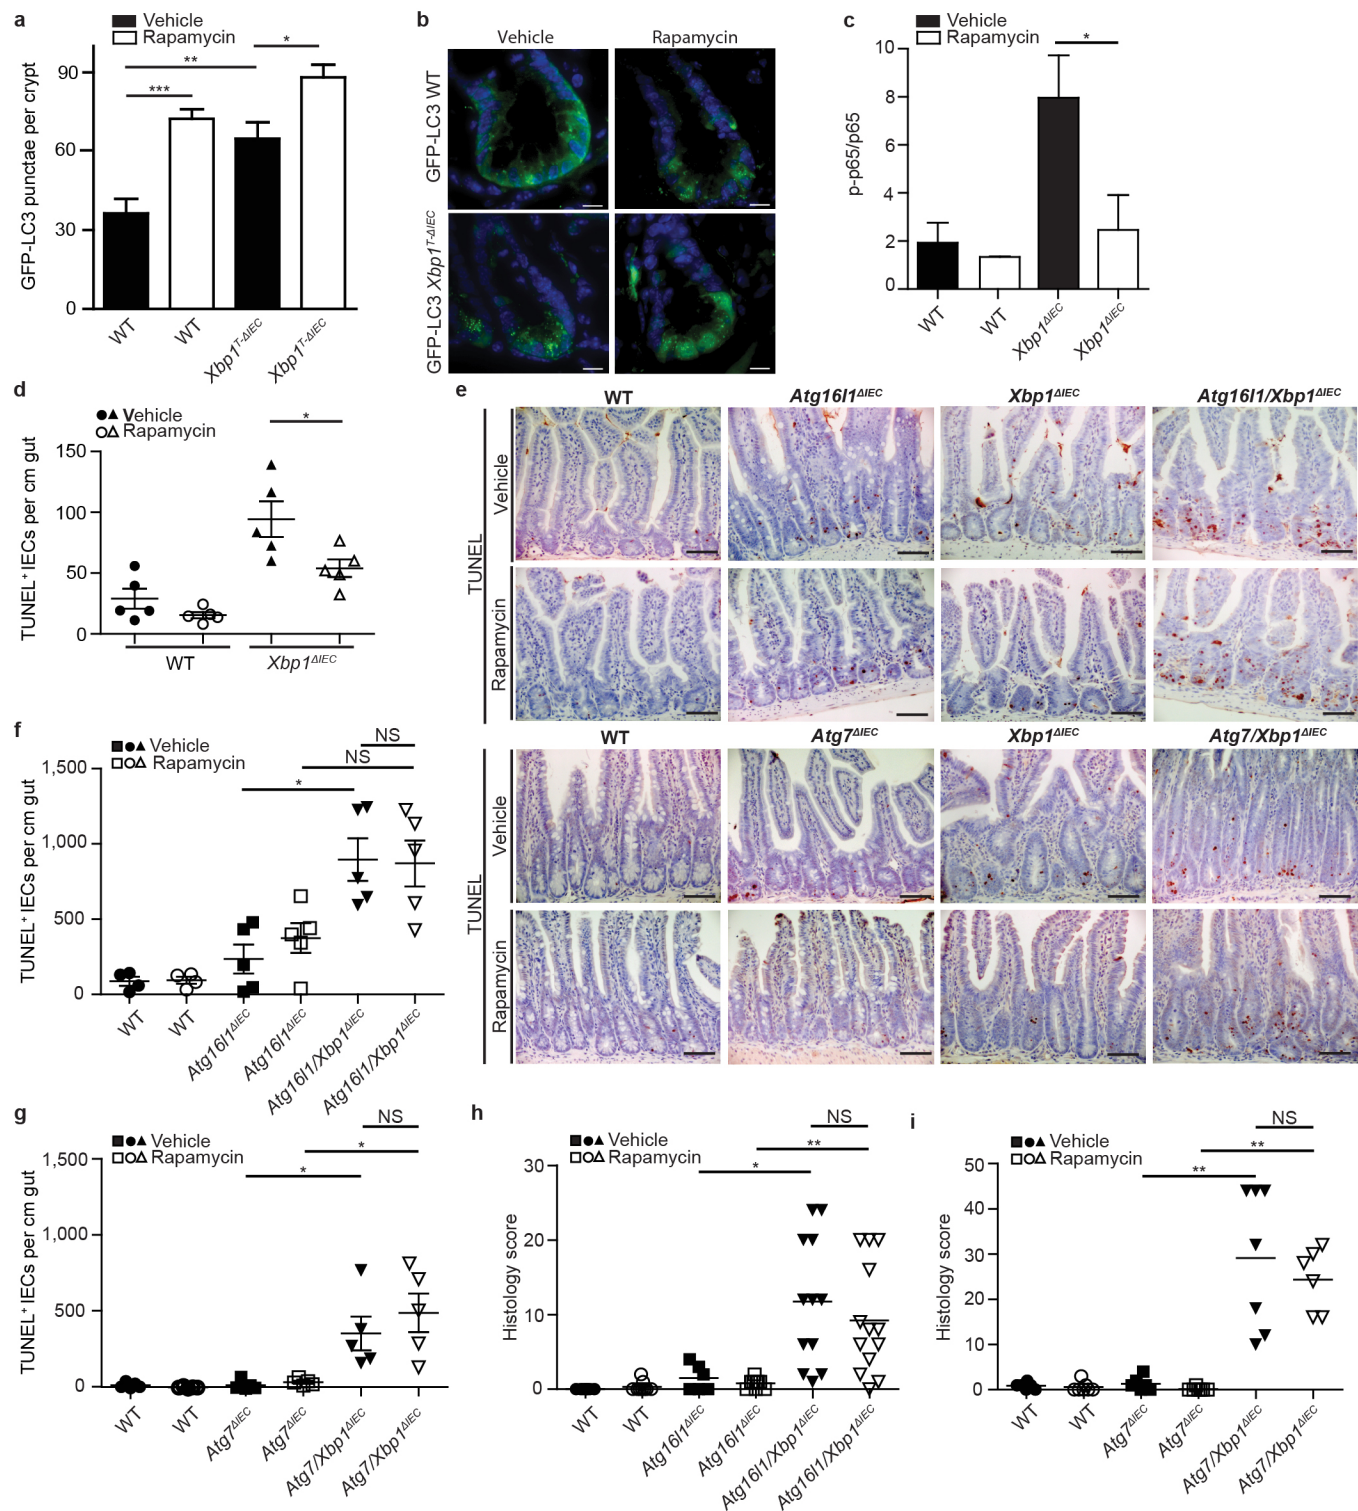 a
Vehicle
Rapamycin
GFP-LC3 punctae per crypt
90
60
30
0
***
**
*
WT
WT
Xbp1T-ΔIEC
Xbp1T-ΔIEC
b
Vehicle
Rapamycin
GFP-LC3 WT
GFP-LC3 Xbp1T-ΔIEC
c
Vehicle
Rapamycin
p-p65/p65
10
8
6
4
2
0
*
WT
WT
Xbp1ΔIEC
Xbp1ΔIEC
d
Vehicle
Rapamycin
TUNEL+ IECs per cm gut
150
100
50
0
*
WT
Xbp1ΔIEC
e
WT
Atg16l1ΔIEC
Xbp1ΔIEC
Atg16l1/Xbp1ΔIEC
TUNEL
Vehicle
Rapamycin
WT
Atg7ΔIEC
Xbp1ΔIEC
Atg7/Xbp1ΔIEC
TUNEL
Vehicle
Rapamycin
f
Vehicle
Rapamycin
TUNEL+ IECs per cm gut
1,500
1,000
500
0
NS
NS
*
WT
WT
Atg16l1ΔIEC
Atg16l1ΔIEC
Atg16l1/Xbp1ΔIEC
Atg16l1/Xbp1ΔIEC
g
Vehicle
Rapamycin
TUNEL+ IECs per cm gut
1,500
1,000
500
0
NS
*
*
WT
WT
Atg7ΔIEC
Atg7ΔIEC
Atg7/Xbp1ΔIEC
Atg7/Xbp1ΔIEC
h
Vehicle
Rapamycin
Histology score
30
20
10
0
NS
**
*
WT
WT
Atg16l1ΔIEC
Atg16l1ΔIEC
Atg16l1/Xbp1ΔIEC
Atg16l1/Xbp1ΔIEC
i
Vehicle
Rapamycin
Histology score
50
40
30
20
10
0
NS
**
**
WT
WT
Atg7ΔIEC
Atg7ΔIEC
Atg7/Xbp1ΔIEC
Atg7/Xbp1ΔIEC